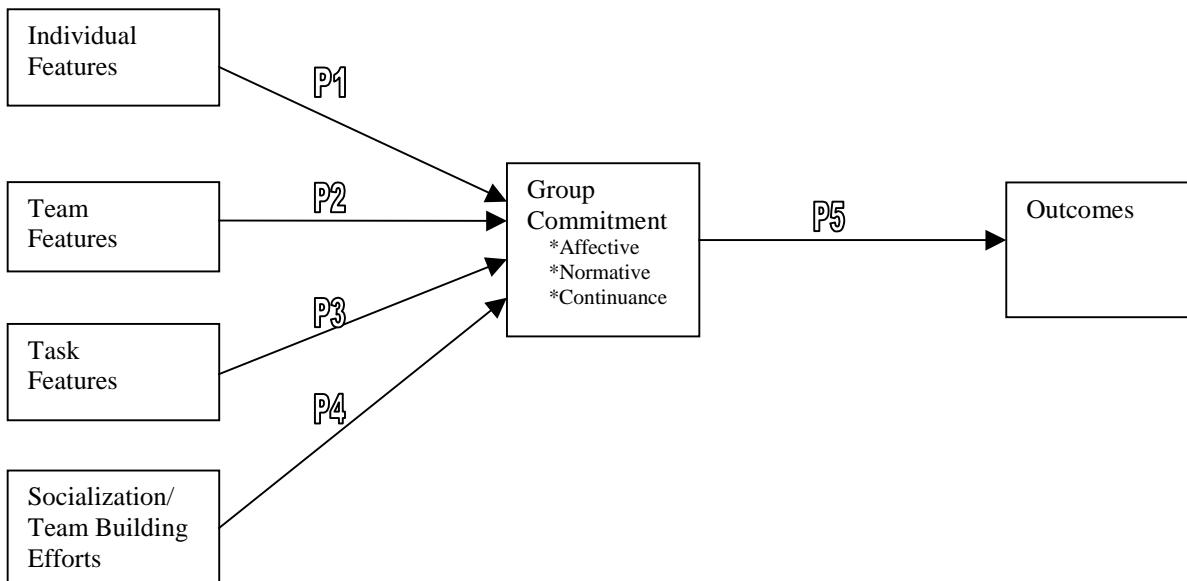 Individual
Features
P1
Team
Features
P2
Group
Commitment
*Affective
*Normative
*Continuance
P5
Outcomes
Task
Features
P3
P4
Socialization/
Team Building
Efforts